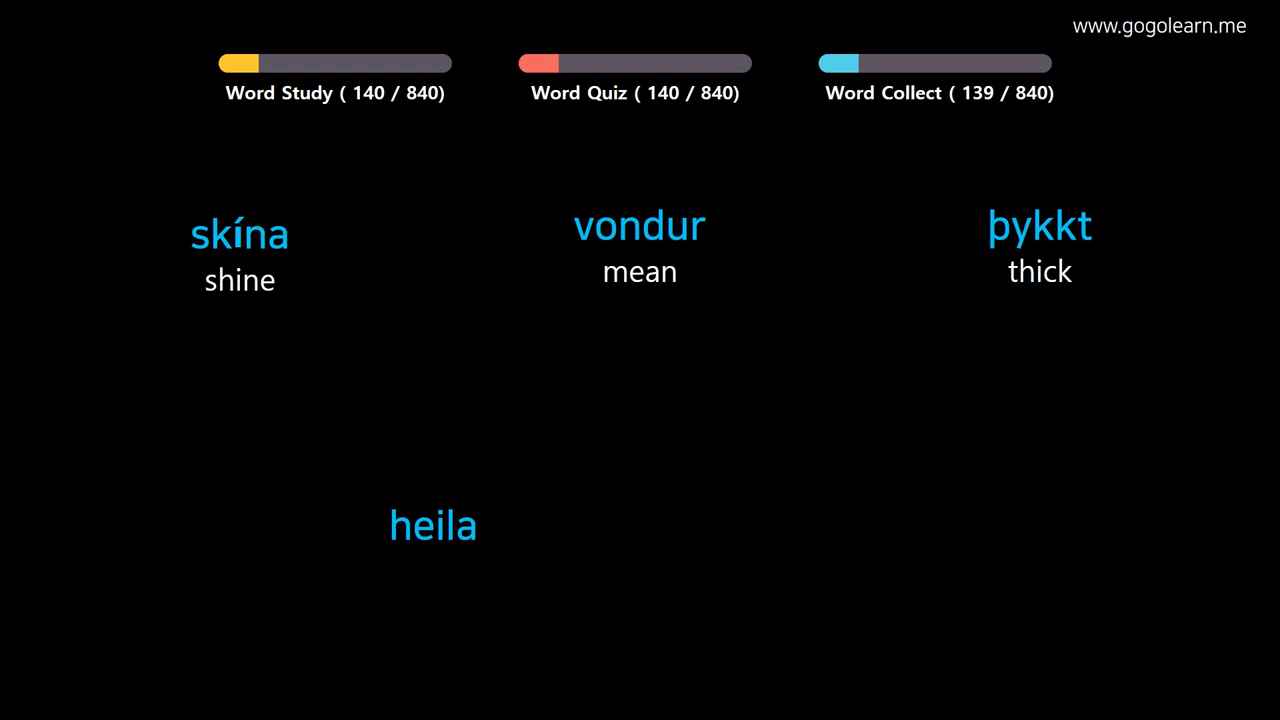 www.gogolearn.me
Word Study ( 140 / 840)
Word Quiz ( 140 / 840)
Word Collect ( 139 / 840)
skína
shine
vondur
mean
þykkt
thick
heila